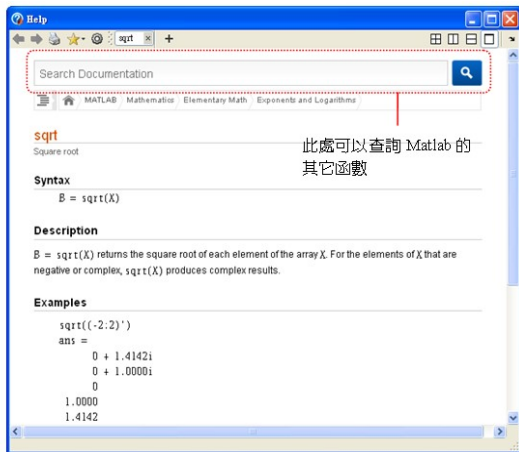 Help
sqrt
Search Documentation
MATLAB Mathematics Elementary Math Exponents and Logarithms
sqrt
Square root
此處可以查詢 Matlab 的
其它函數
Syntax
B = sqrt(X)
Description
B = sqrt(X) returns the square root of each element of the array X. For the elements of X that are
negative or complex, sqrt(X) produces complex results.
Examples
sqrt((-2:2)')
ans =
0 + 1.4142i
0 + 1.0000i
0
1.0000
1.4142